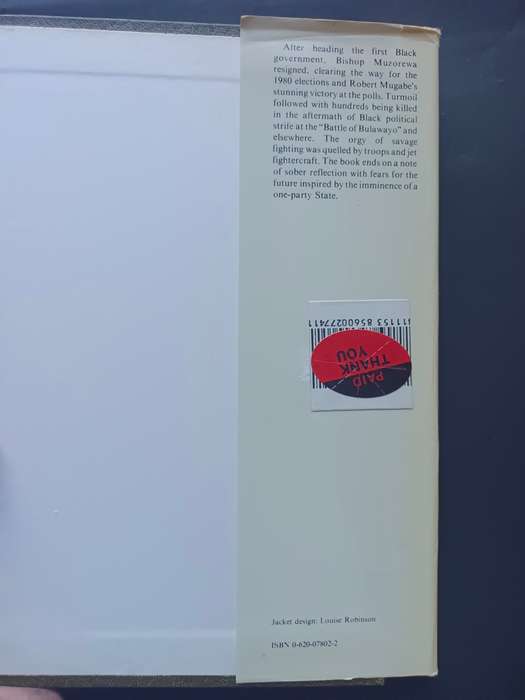 After heading the first Black
government, Bishop Muzorewa
resigned, clearing the way for the
1980 elections and Robert Mugabe's
stunning victory at the polls. Turmoil
followed with hundreds being killed
in the aftermath of Black political
strife at the "Battle of Bulawayo" and
elsewhere. The orgy of savage
fighting was quelled by troops and jet
fightercraft. The book ends on a note
of sober reflection with fears for the
future inspired by the imminence of a
one-party State.
PAID
THANK
YOU
Jacket design: Louise Robinson
ISBN 0-620-07802-2